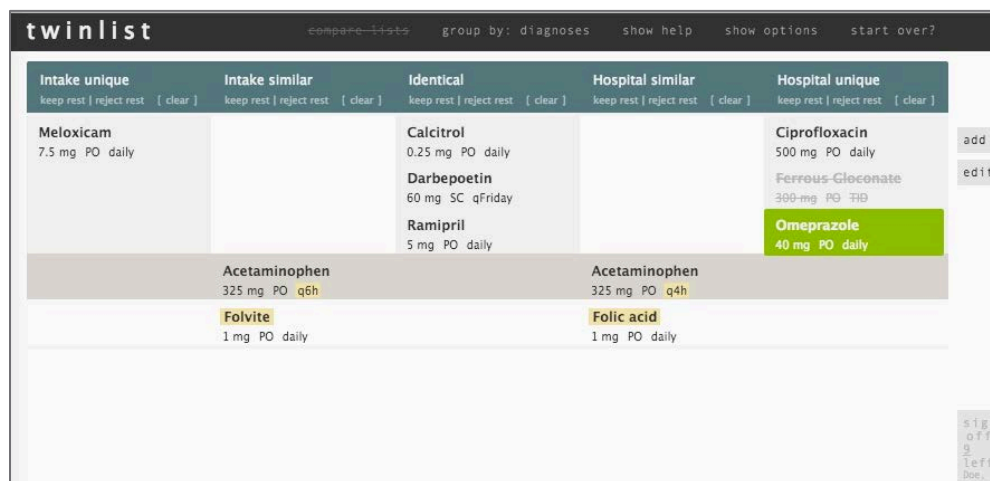 twinlist compare lists group by: diagnoses show help show options start over?
Intake unique Intake similar Identical Hospital similar Hospital unique
keep rest | reject rest [ clear ] keep rest | reject rest [ clear ] keep rest | reject rest [ clear ] keep rest | reject rest [ clear ] keep rest | reject rest [ clear ]
Meloxicam Calcitrol Ciprofloxacin
7.5 mg PO daily 0.25 mg PO daily 500 mg PO daily
add
Darbepoetin Ferrous Gloconate
edit
60 mg SC qFriday 300 mg PO TID
Ramipril Omeprazole
5 mg PO daily 40 mg PO daily
Acetaminophen Acetaminophen
325 mg PO q6h 325 mg PO q4h
Folvite Folic acid
1 mg PO daily 1 mg PO daily
sig
off
9
left
Doe,